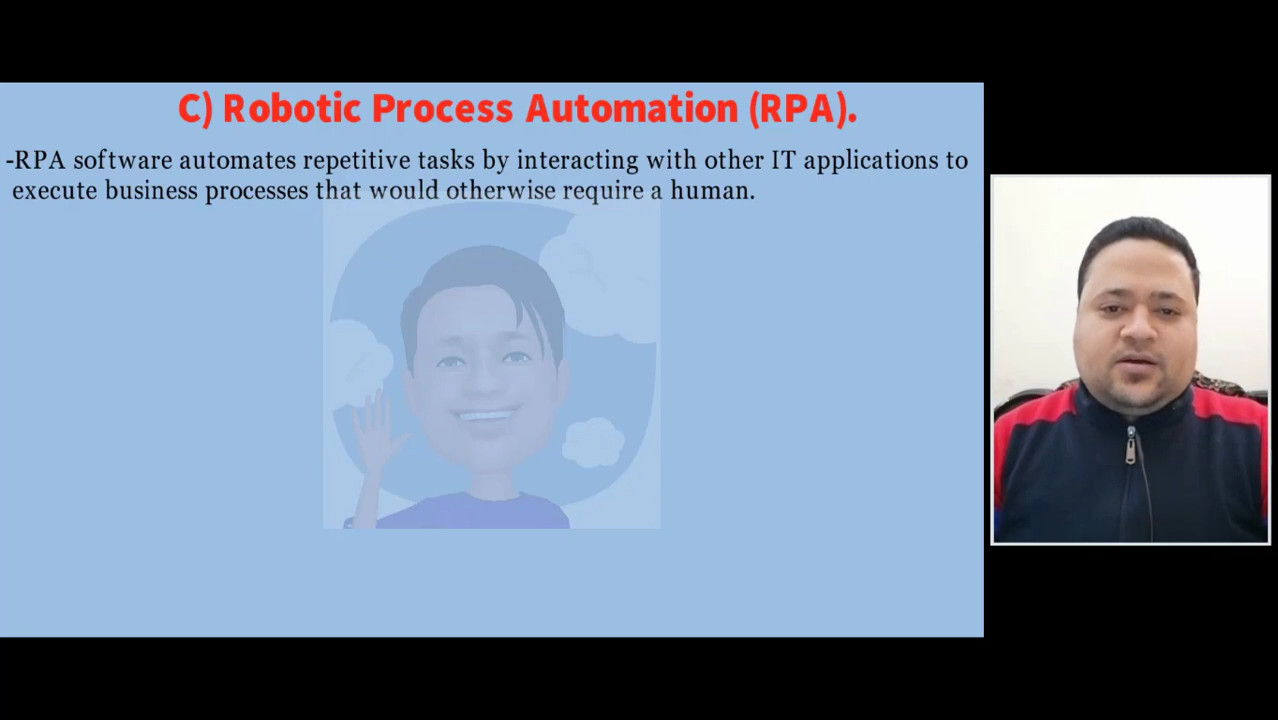 C) Robotic Process Automation (RPA).
-RPA software automates repetitive tasks by interacting with other IT applications to
execute business processes that would otherwise require a human.